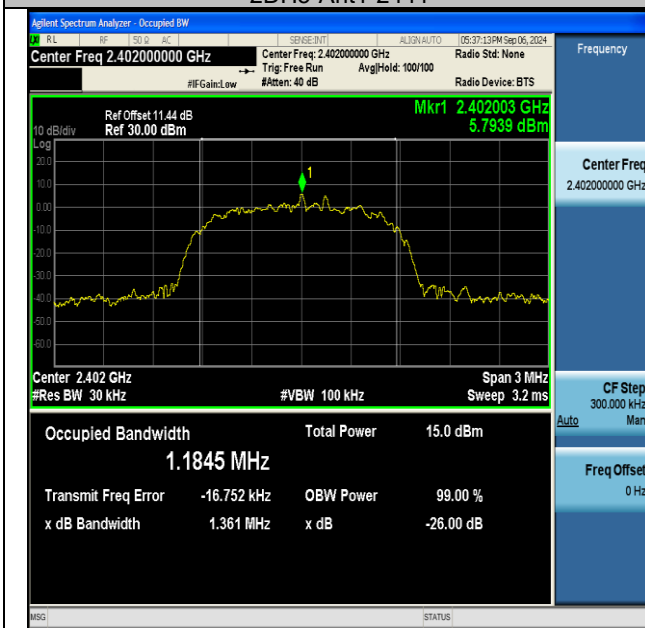 Agilent Spectrum Analyzer - Occupied BW
RL RF 50 Ω AC SENSE:INT ALIGN AUTO 05:37:13 PM Sep 06, 2024
Center Freq 2.402000000 GHz Center Freq: 2.402000000 GHz Radio Std: None
Trig: Free Run Avg|Hold: 100/100
#IFGain:Low #Atten: 40 dB Radio Device: BTS
Frequency
Ref Offset 11.44 dB Mkr1 2.402003 GHz
10 dB/div Ref 30.00 dBm 5.7939 dBm
Log
20.0
10.0
0.00
-10.0
-20.0
-30.0
-40.0
-50.0
-60.0
1
Center 2.402 GHz Span 3 MHz
#Res BW 30 kHz #VBW 100 kHz Sweep 3.2 ms
Occupied Bandwidth Total Power 15.0 dBm
1.1845 MHz
Transmit Freq Error -16.752 kHz OBW Power 99.00 %
x dB Bandwidth 1.361 MHz x dB -26.00 dB
Center Freq
2.402000000 GHz
CF Step
300.000 kHz
Auto Man
Freq Offset
0 Hz
MSG STATUS